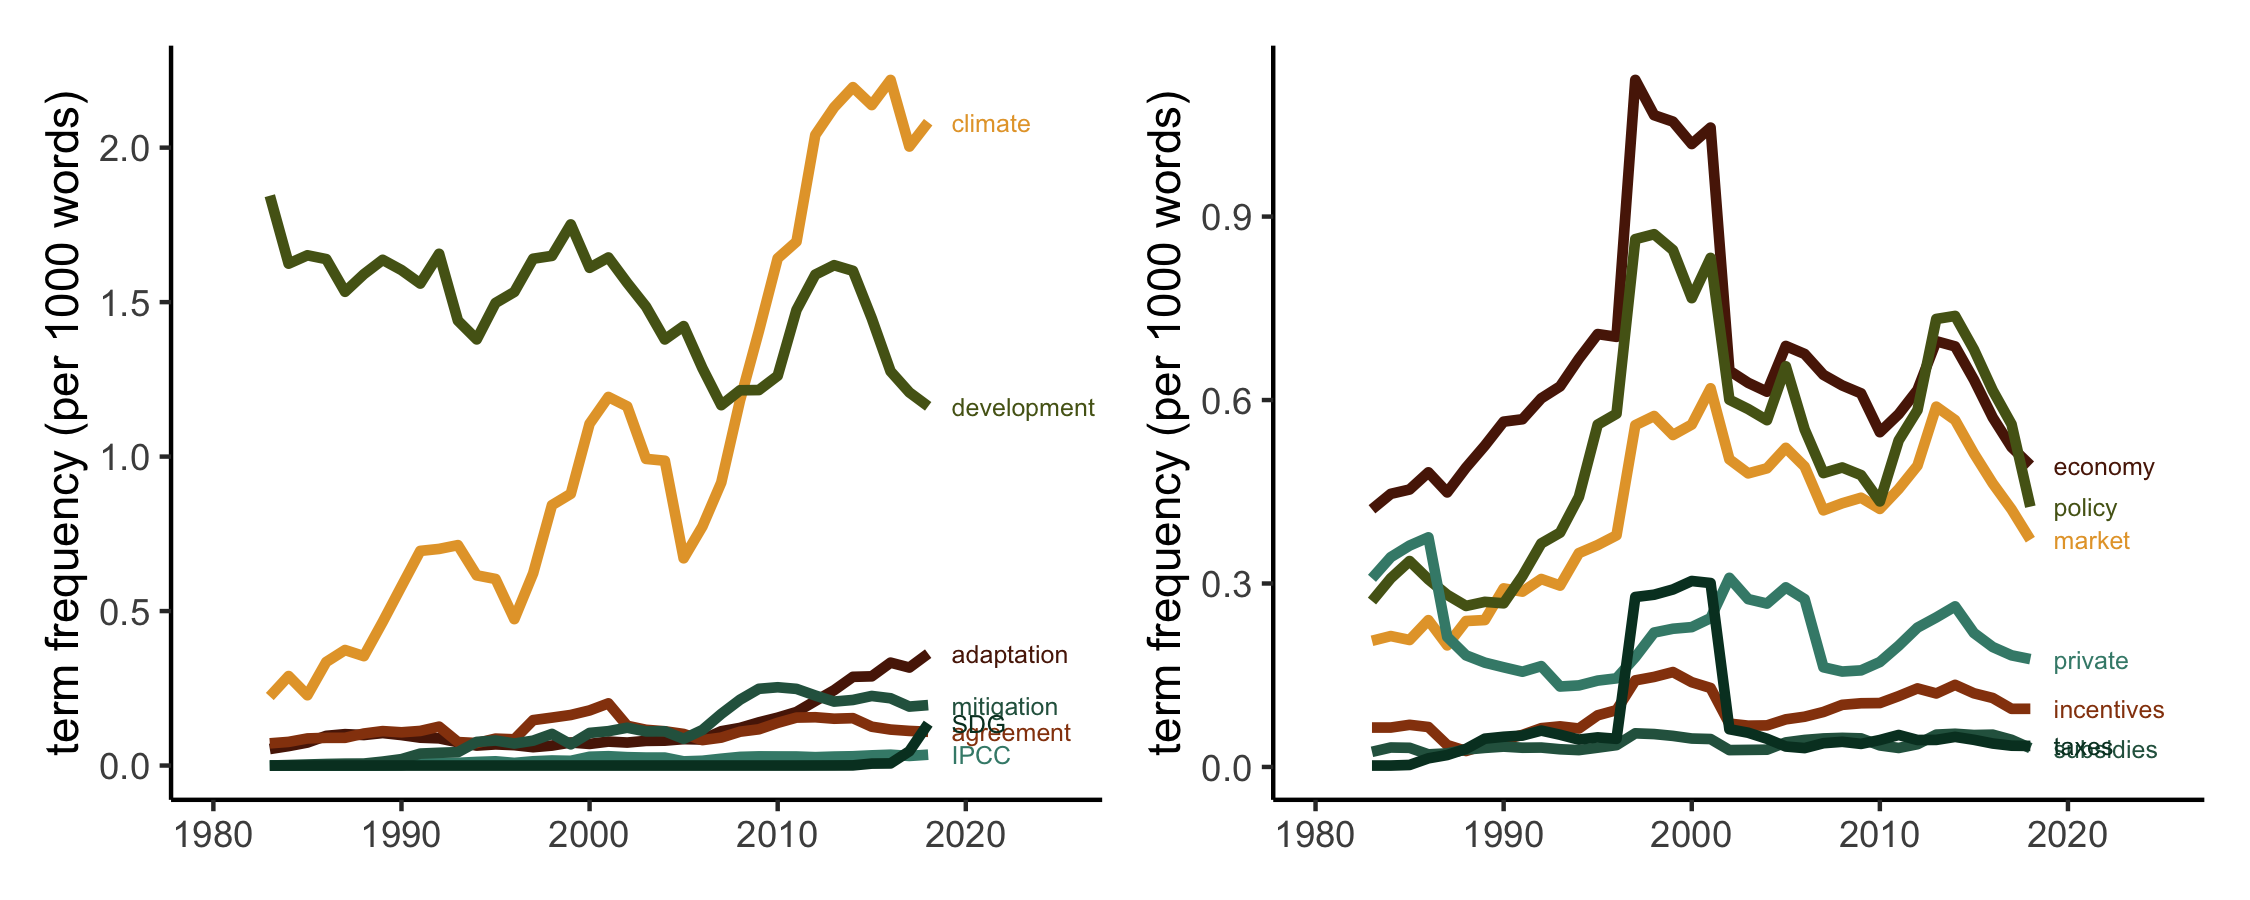 term frequency (per 1000 words)
2.0
1.5
1.0
0.5
0.0
1980 1990 2000 2010 2020
climate
development
adaptation
mitigation
SDG
agreement
IPCC
term frequency (per 1000 words)
0.9
0.6
0.3
0.0
1980 1990 2000 2010 2020
economy
policy
market
private
incentives
taxes
subsidies